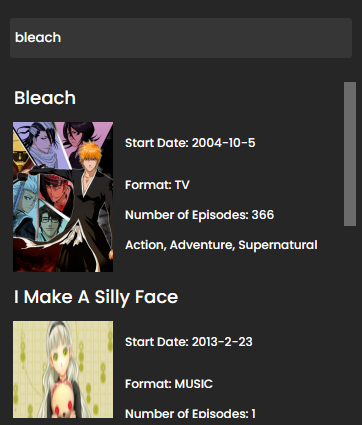 bleach
Bleach
Start Date: 2004-10-5
Format: TV
Number of Episodes: 366
Action, Adventure, Supernatural
I Make A Silly Face
Start Date: 2013-2-23
Format: MUSIC
Number of Episodes: 1